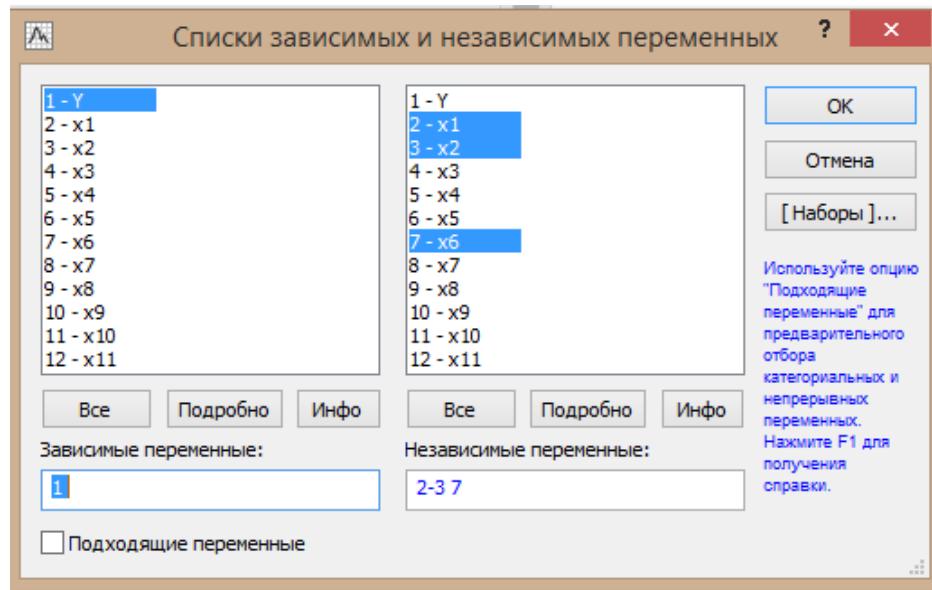 Списки зависимых и независимых переменных
?
×
1 - Y
2 - x1
3 - x2
4 - x3
5 - x4
6 - x5
7 - x6
8 - x7
9 - x8
10 - x9
11 - x10
12 - x11
Все
Подробно
Инфо
Зависимые переменные:
1
Подходящие переменные
1 - Y
2 - x1
3 - x2
4 - x3
5 - x4
6 - x5
7 - x6
8 - x7
9 - x8
10 - x9
11 - x10
12 - x11
Все
Подробно
Инфо
Независимые переменные:
2-3 7
OK
Отмена
[ Наборы ]...
Используйте опцию
"Подходящие
переменные" для
предварительного
отбора
категориальных и
непрерывных
переменных.
Нажмите F1 для
получения
справки.